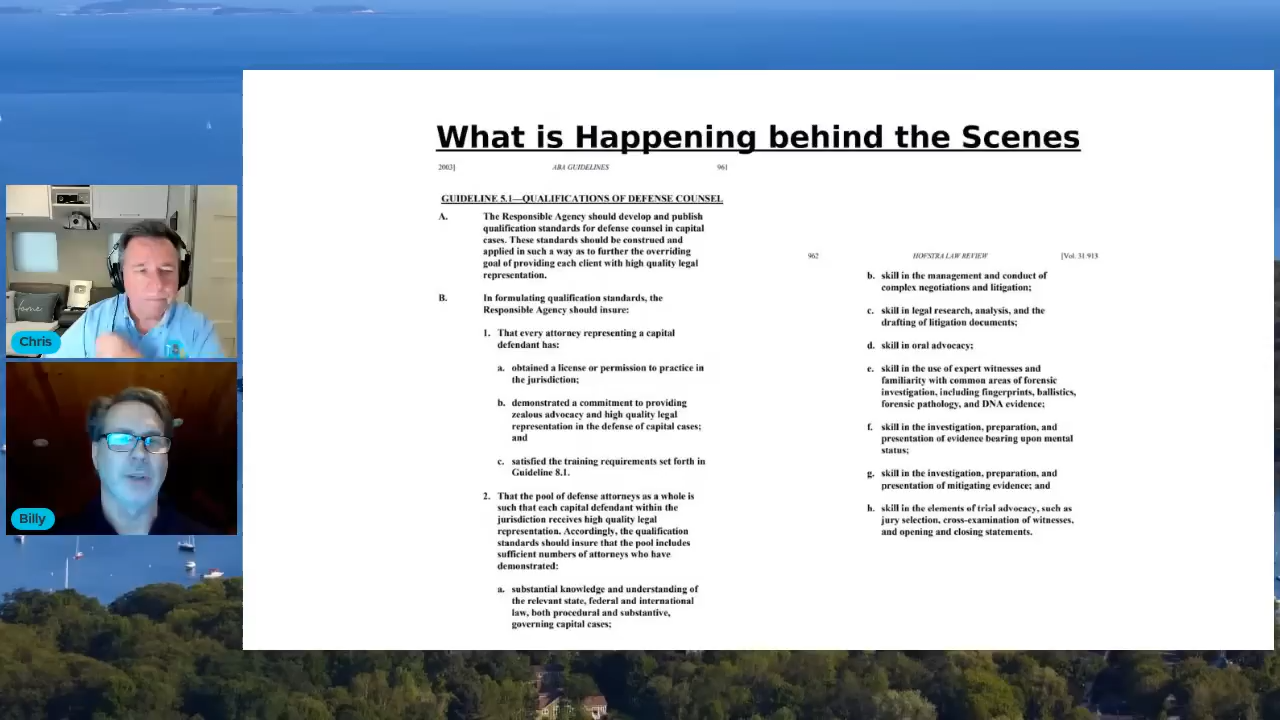 What is Happening behind the Scenes
2003] ABA GUIDELINES 961
GUIDELINE 5.1—QUALIFICATIONS OF DEFENSE COUNSEL
A. The Responsible Agency should develop and publish
qualification standards for defense counsel in capital
cases. These standards should be construed and
applied in such a way as to further the overriding
goal of providing each client with high quality legal
representation.
B. In formulating qualification standards, the
Responsible Agency should insure:
1. That every attorney representing a capital
defendant has:
a. obtained a license or permission to practice in
the jurisdiction;
b. demonstrated a commitment to providing
zealous advocacy and high quality legal
representation in the defense of capital cases;
and
c. satisfied the training requirements set forth in
Guideline 8.1.
2. That the pool of defense attorneys as a whole is
such that each capital defendant within the
jurisdiction receives high quality legal
representation. Accordingly, the qualification
standards should insure that the pool includes
sufficient numbers of attorneys who have
demonstrated:
a. substantial knowledge and understanding of
the relevant state, federal and international
law, both procedural and substantive,
governing capital cases;
962 HOFSTRA LAW REVIEW [Vol. 31:913
b. skill in the management and conduct of
complex negotiations and litigation;
c. skill in legal research, analysis, and the
drafting of litigation documents;
d. skill in oral advocacy;
e. skill in the use of expert witnesses and
familiarity with common areas of forensic
investigation, including fingerprints, ballistics,
forensic pathology, and DNA evidence;
f. skill in the investigation, preparation, and
presentation of evidence bearing upon mental
status;
g. skill in the investigation, preparation, and
presentation of mitigating evidence; and
h. skill in the elements of trial advocacy, such as
jury selection, cross-examination of witnesses,
and opening and closing statements.
Home
Chris
Billy